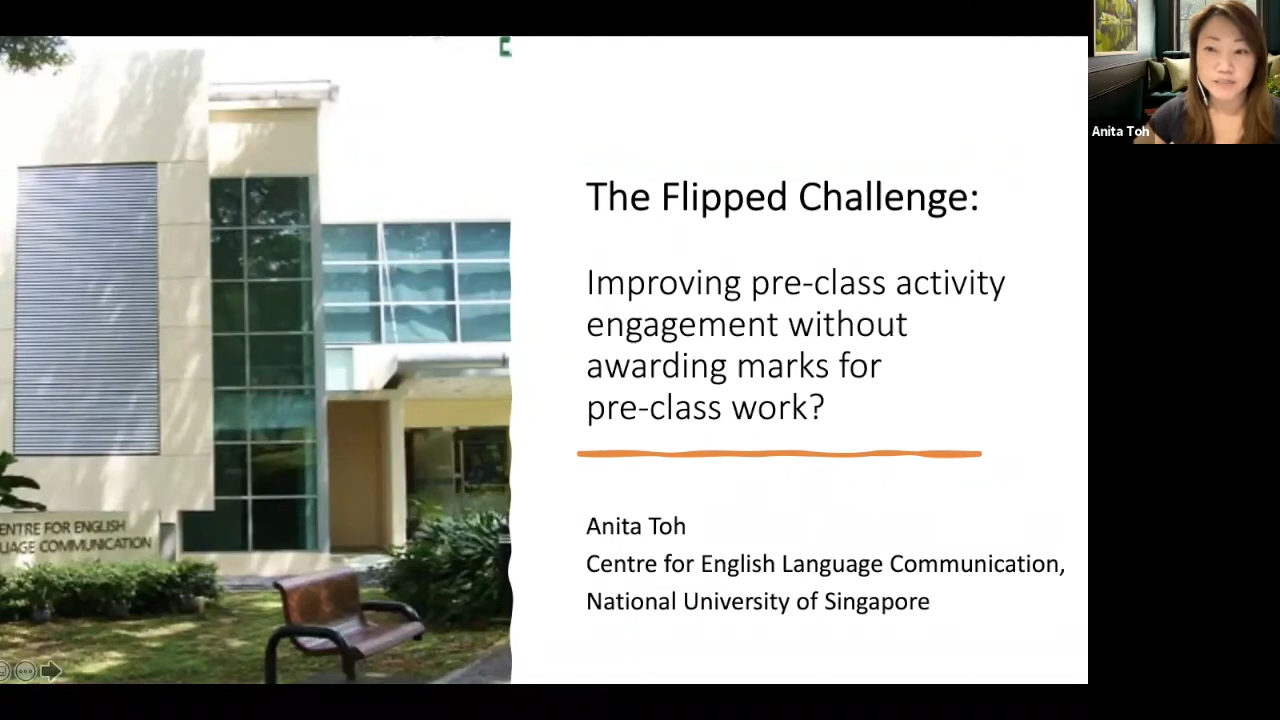 Anita Toh
The Flipped Challenge:
Improving pre-class activity
engagement without
awarding marks for
pre-class work?
Anita Toh
Centre for English Language Communication,
National University of Singapore
ENTRE FOR ENGLISH
UAGE COMMUNICATION